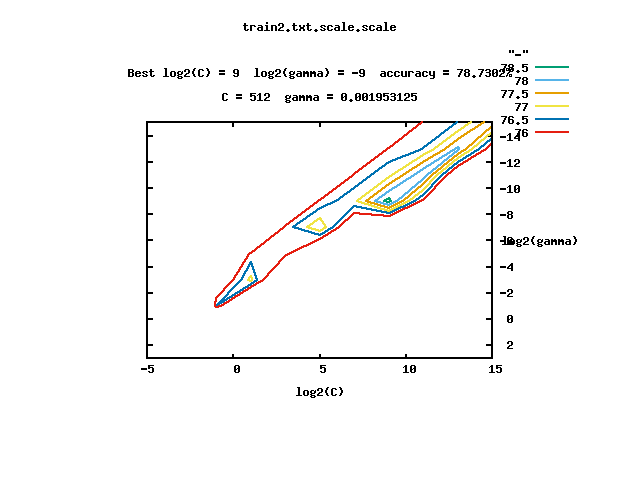 train2.txt.scale.scale
"-"
78.5
Best log2(C) = 9  log2(gamma) = -9  accuracy = 78.7302%
78
77.5
C = 512  gamma = 0.001953125
77
76.5
76
-14
-12
-10
-8
-6
log2(gamma)
-4
-2
0
2
-5 0 5 10 15
log2(C)